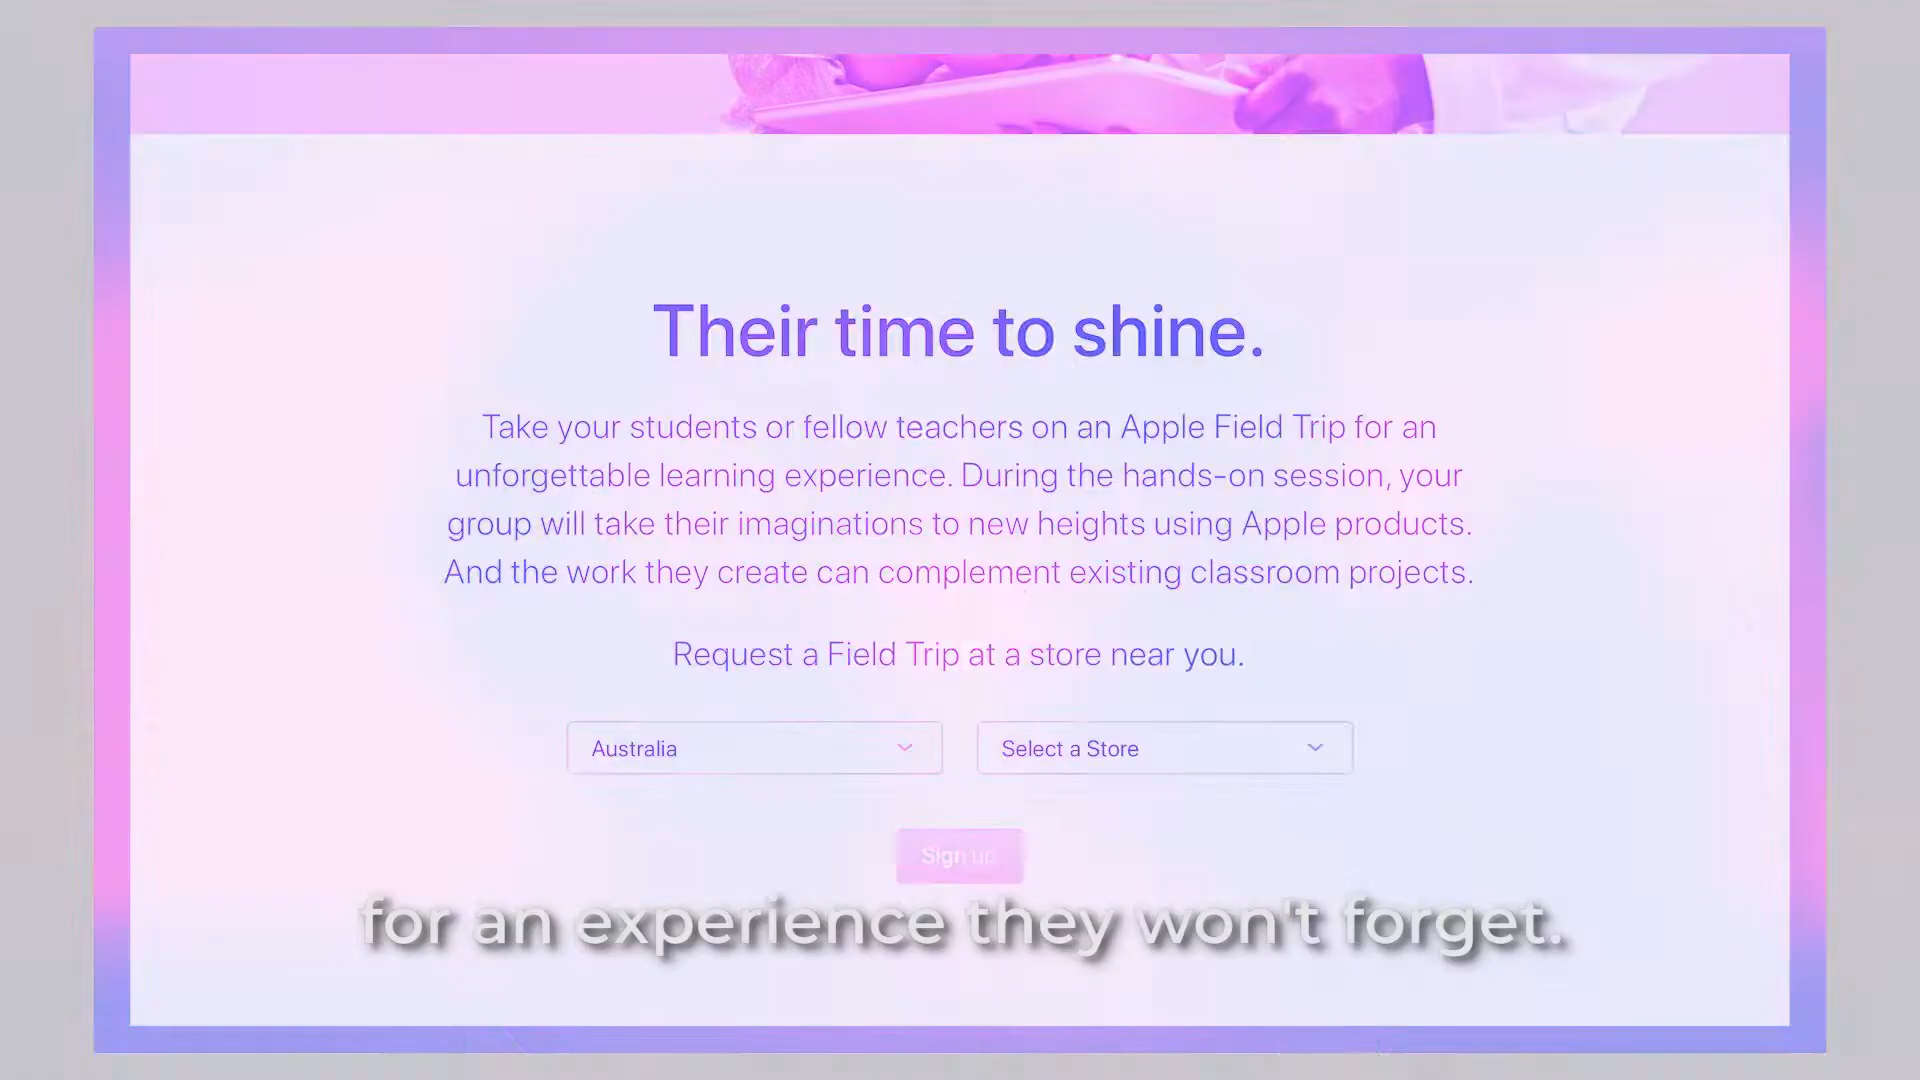 Their time to shine.
Take your students or fellow teachers on an Apple Field Trip for an
unforgettable learning experience. During the hands-on session, your
group will take their imaginations to new heights using Apple products.
And the work they create can complement existing classroom projects.
Request a Field Trip at a store near you.
Australia
Select a Store
Sign up
for an experience they won't forget.